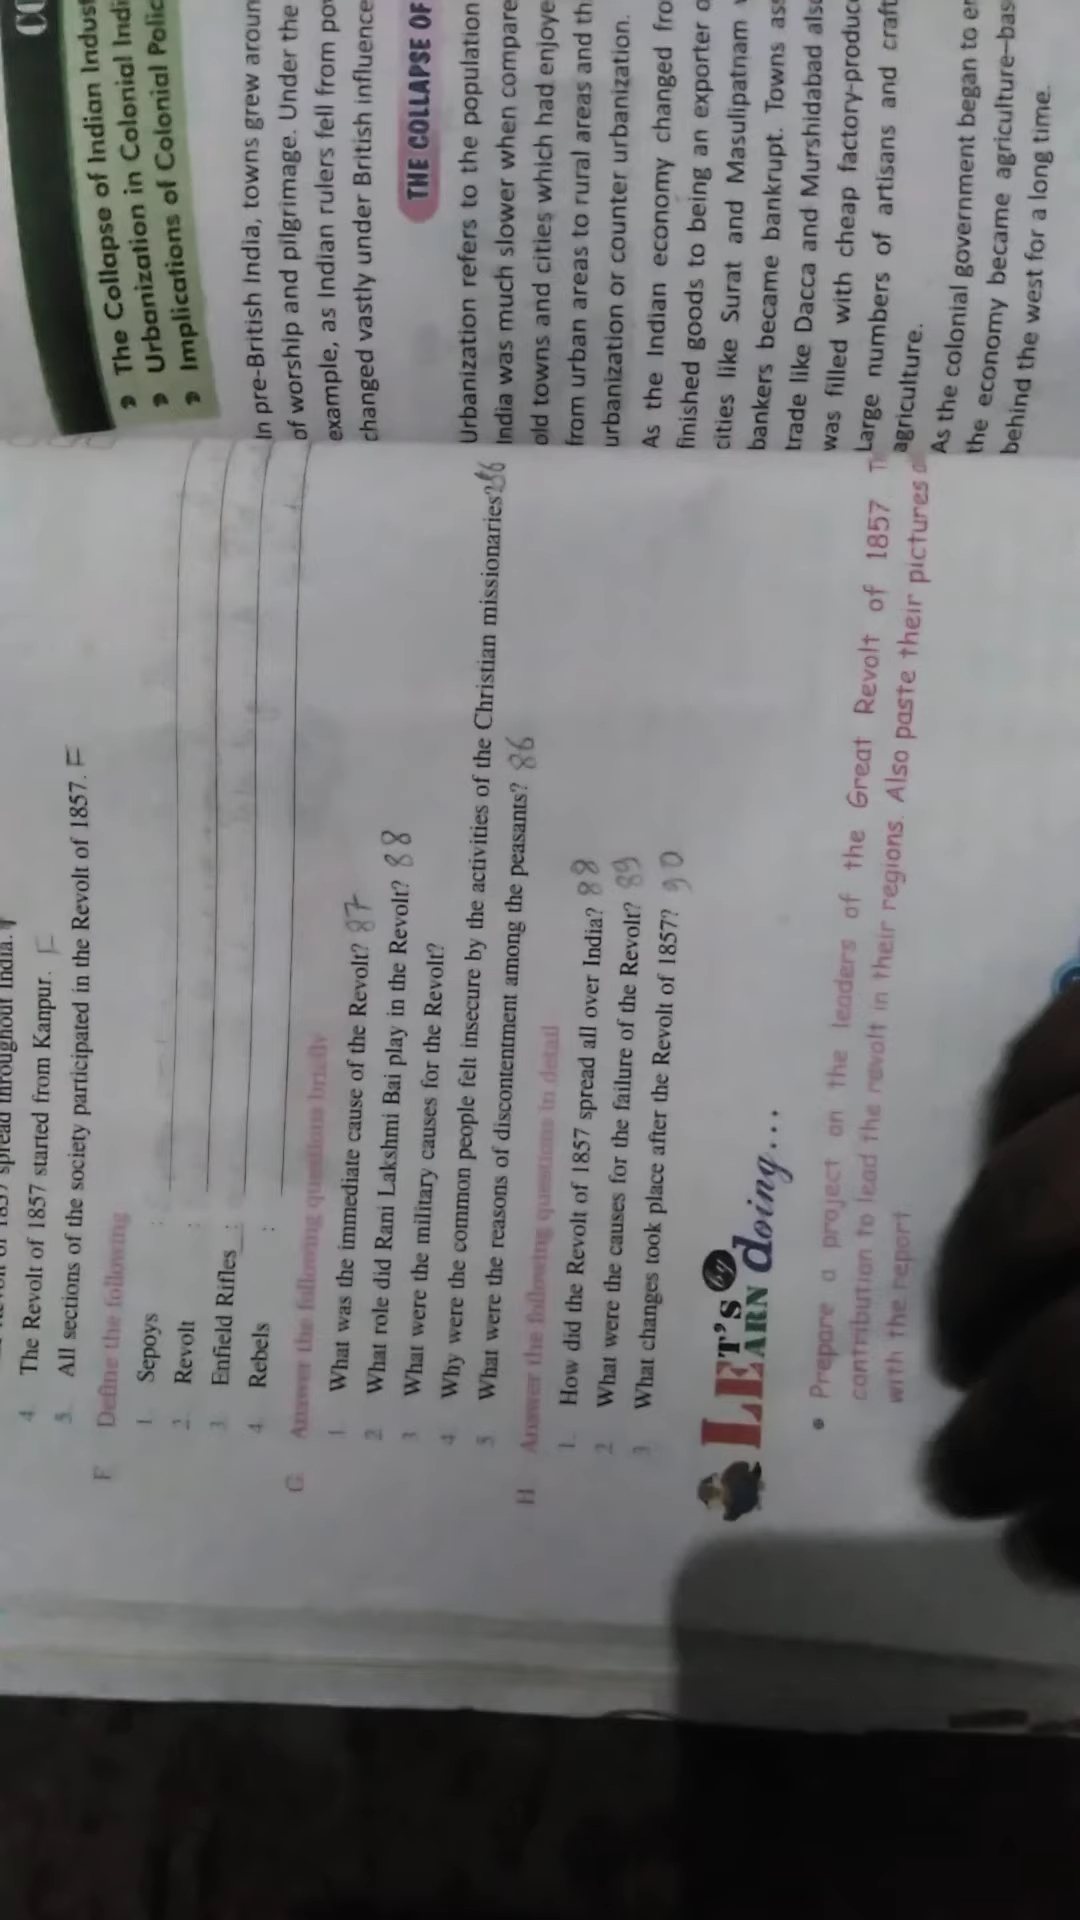 spread throughout India.
4. The Revolt of 1857 started from Kanpur. F
5. All sections of the society participated in the Revolt of 1857. F
F. Define the following
1. Sepoys :
2. Revolt :
3. Enfield Rifles :
4. Rebels :
G. Answer the following questions briefly
1. What was the immediate cause of the Revolt? 87
2. What role did Rani Lakshmi Bai play in the Revolt? 88
3. What were the military causes for the Revolt?
4. Why were the common people felt insecure by the activities of the Christian missionaries? 86
5. What were the reasons of discontentment among the peasants? 86
H. Answer the following questions in detail
1. How did the Revolt of 1857 spread all over India? 88
2. What were the causes for the failure of the Revolt? 89
3. What changes took place after the Revolt of 1857? 90
LET's by
LEARN doing...
• Prepare a project on the leaders of the Great Revolt of 1857
contribution to lead the revolt in their regions. Also paste their pictures
with the report
CO
The Collapse of Indian Indust
Urbanization in Colonial Indi
Implications of Colonial Polic
In pre-British India, towns grew aroun
of worship and pilgrimage. Under the
example, as Indian rulers fell from po
changed vastly under British influence
THE COLLAPSE OF
Urbanization refers to the population
India was much slower when compare
old towns and cities which had enjoye
from urban areas to rural areas and th
urbanization or counter urbanization.
As the Indian economy changed fro
finished goods to being an exporter o
cities like Surat and Masulipatnam
bankers became bankrupt. Towns ass
trade like Dacca and Murshidabad also
was filled with cheap factory-produce
Large numbers of artisans and craft
agriculture.
As the colonial government began to en
the economy became agriculture-bas
behind the west for a long time.